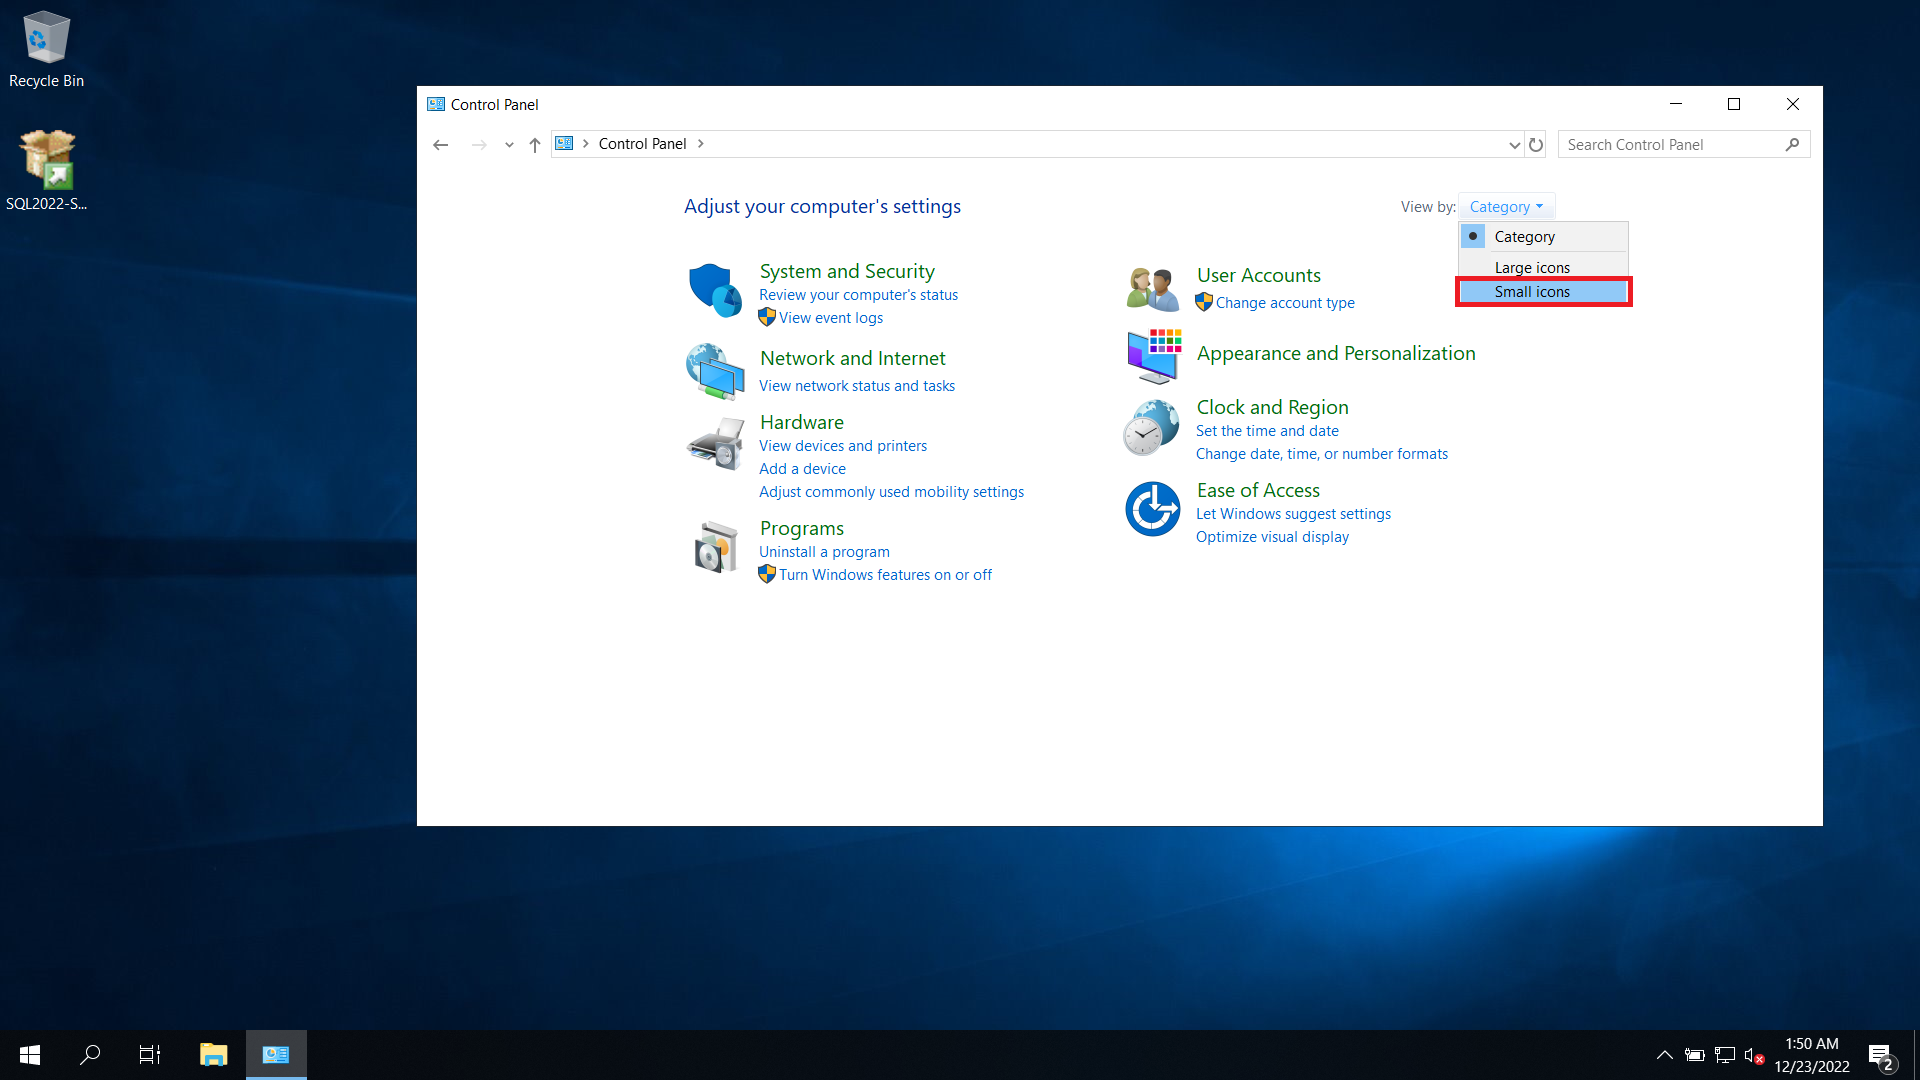 Recycle Bin
SQL2022-S...
Control Panel
Control Panel
Search Control Panel
Adjust your computer's settings
View by: Category
Category
Large icons
Small icons
System and Security
Review your computer's status
View event logs
Network and Internet
View network status and tasks
Hardware
View devices and printers
Add a device
Adjust commonly used mobility settings
Programs
Uninstall a program
Turn Windows features on or off
User Accounts
Change account type
Appearance and Personalization
Clock and Region
Set the time and date
Change date, time, or number formats
Ease of Access
Let Windows suggest settings
Optimize visual display
1:50 AM
12/23/2022
2